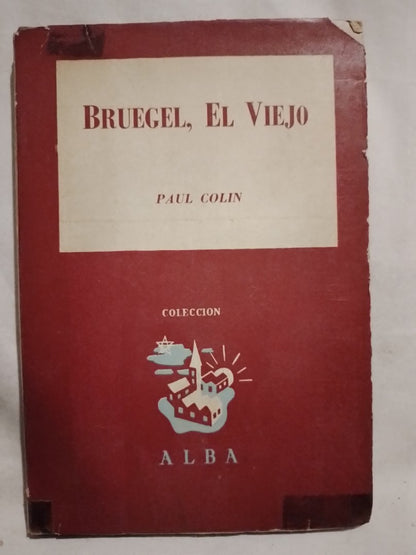 BRUEGEL, EL VIEJO
PAUL COLIN
COLECCION
ALBA